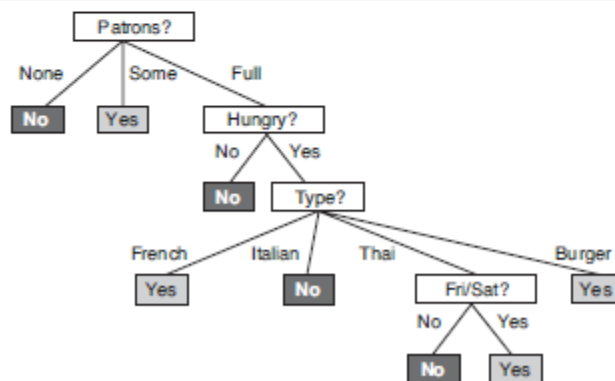 Patrons?
None Some Full
No Yes Hungry?
No Yes
No Type?
French Italian Thai Burger
Yes No Fri/Sat? Yes
No Yes
No Yes